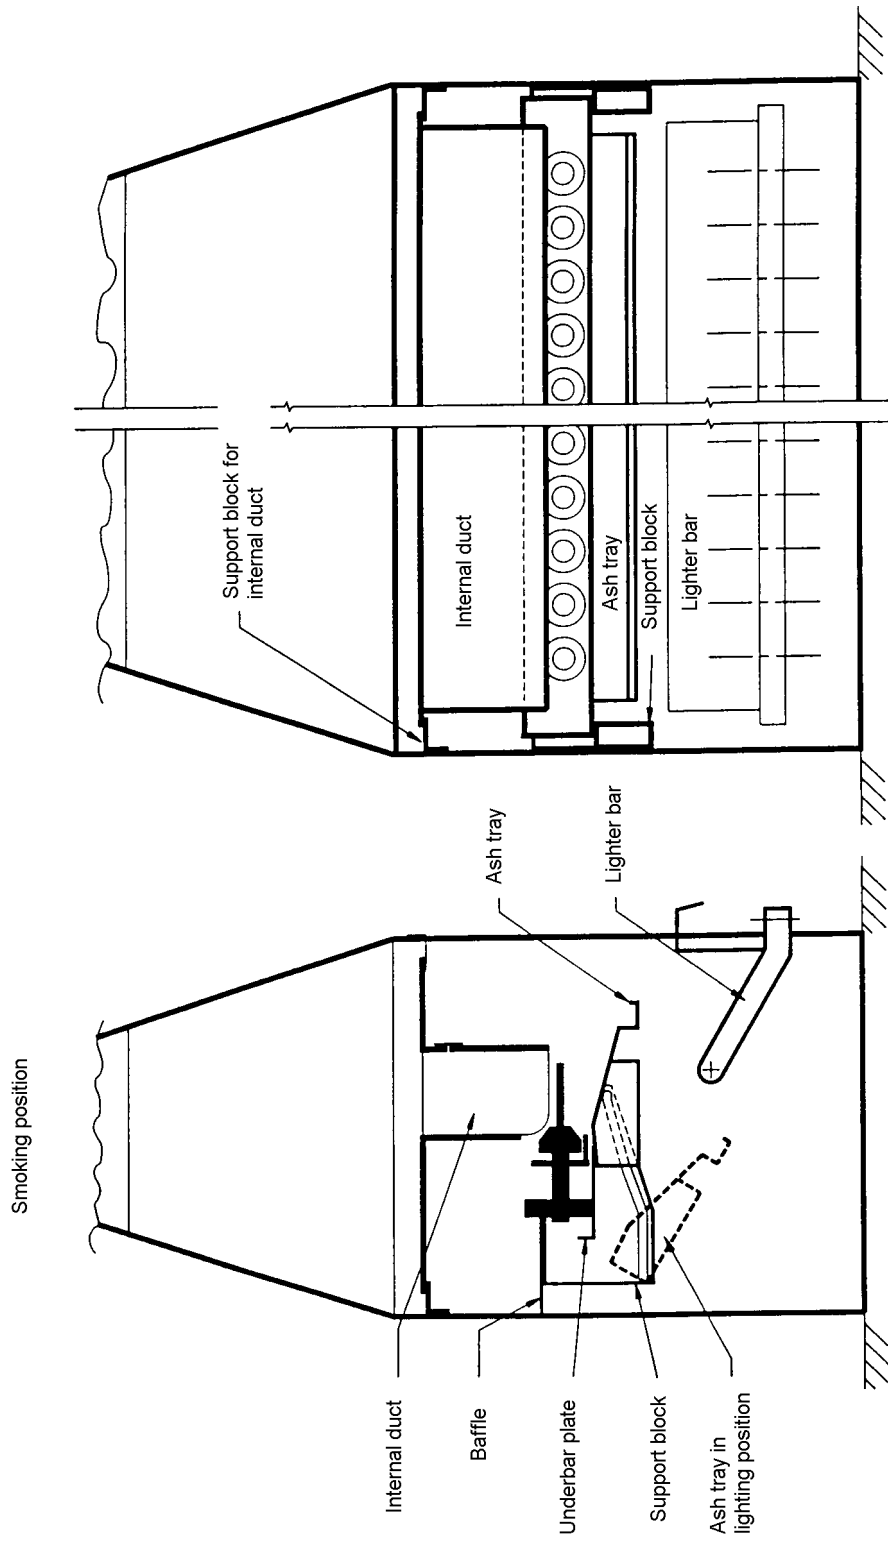 Smoking position
Internal duct
Baffle
Underbar plate
Support block
Ash tray in
lighting position
Ash tray
Lighter bar
Support block for
internal duct
Internal duct
Ash tray
Support block
Lighter bar